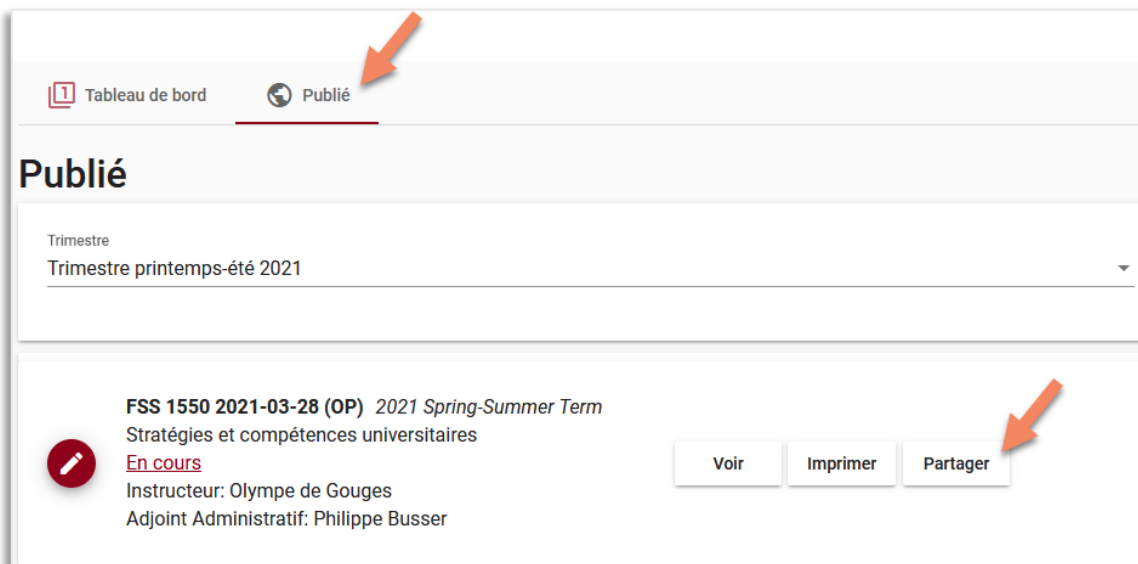 1 Tableau de bord Publié
Publié
Trimestre
Trimestre printemps-été 2021
FSS 1550 2021-03-28 (OP) 2021 Spring-Summer Term
Stratégies et compétences universitaires
En cours
Voir Imprimer Partager
Instructeur: Olympe de Gouges
Adjoint Administratif: Philippe Busser